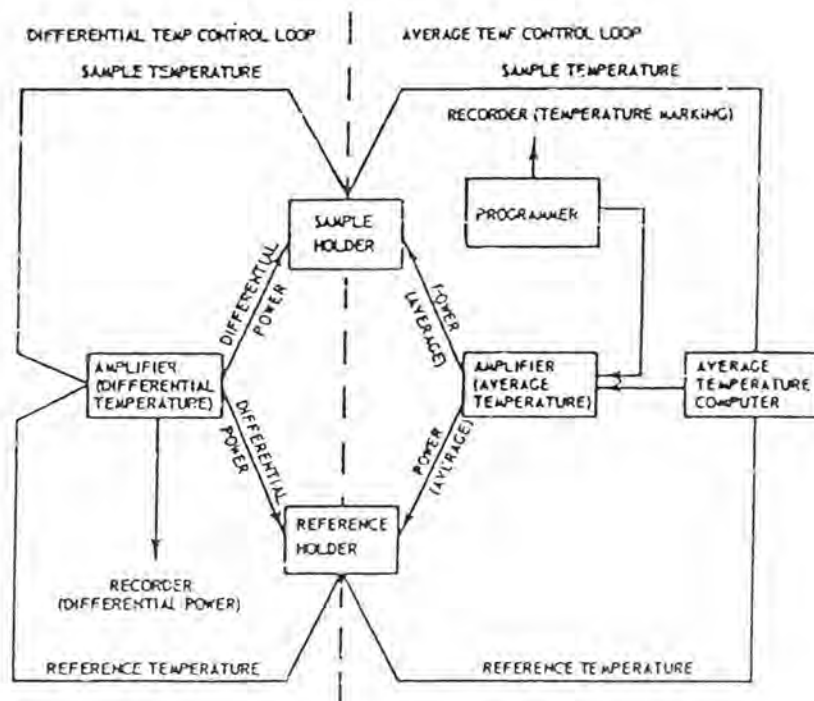 DIFFERENTIAL TEMP CONTROL LOOP
AVERAGE TEMP CONTROL LOOP
SAMPLE TEMPERATURE
SAMPLE TEMPERATURE
RECORDER (TEMPERATURE MARKING)
PROGRAMMER
SAMPLE
HOLDER
DIFFERENTIAL
POWER
POWER
(AVERAGE)
AMPLIFIER
(DIFFERENTIAL
TEMPERATURE)
AMPLIFIER
(AVERAGE
TEMPERATURE)
AVERAGE
TEMPERATURE
COMPUTER
DIFFERENTIAL
POWER
POWER
(AVERAGE)
REFERENCE
HOLDER
RECORDER
(DIFFERENTIAL POWER)
REFERENCE TEMPERATURE
REFERENCE TEMPERATURE